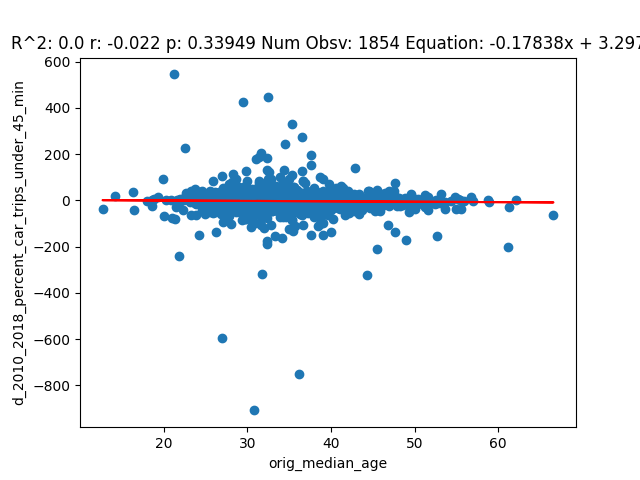 R^2: 0.0 r: -0.022 p: 0.33949 Num Obsv: 1854 Equation: -0.17838x + 3.297
600
400
200
0
−200
−400
−600
−800
d_2010_2018_percent_car_trips_under_45_min
20 30 40 50 60
orig_median_age